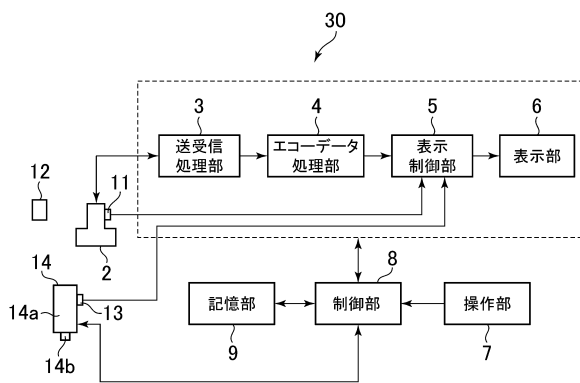 30
3
4
5
6
送受信
処理部
エコーデータ
処理部
表示
制御部
表示部
12
11
2
14
14a
13
14b
8
記憶部
制御部
操作部
9
7